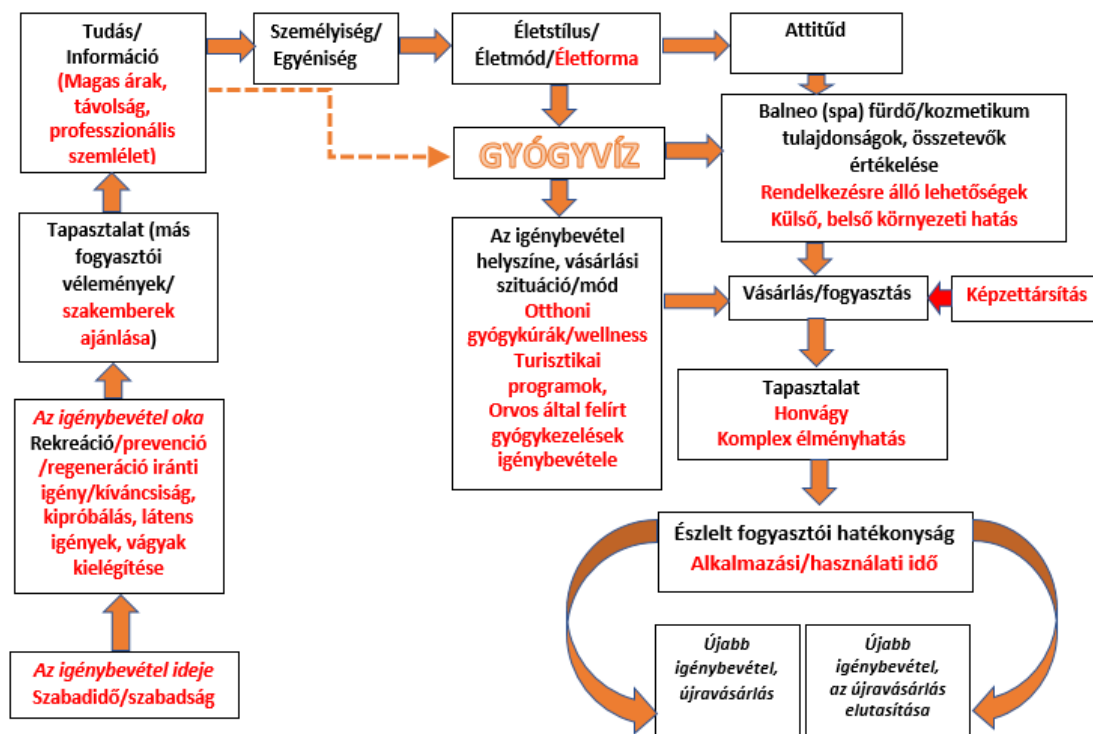 Tudás/
Információ
(Magas árak,
távolság,
professzionális
szemlélet)
Személyiség/
Egyéniség
Életstílus/
Életmód/Életforma
Attitűd
GYÓGYVÍZ
Balneo (spa) fürdő/kozmetikum
tulajdonságok, összetevők
értékelése
Rendelkezésre álló lehetőségek
Külső, belső környezeti hatás
Tapasztalat (más
fogyasztói
vélemények/
szakemberek
ajánlása)
Az igénybevétel
helyszíne, vásárlási
szituáció/mód
Otthoni
gyógykúrák/wellness
Turisztikai
programok,
Orvos által felírt
gyógykezelések
igénybevétele
Vásárlás/fogyasztás
Képzettársítás
Tapasztalat
Honvágy
Komplex élményhatás
Az igénybevétel oka
Rekreáció/prevenció
/regeneráció iránti
igény/kíváncsiság,
kipróbálás, látens
igények, vágyak
kielégítése
Észlelt fogyasztói hatékonyság
Alkalmazási/használati idő
Az igénybevétel ideje
Szabadidő/szabadság
Újabb
igénybevétel,
újravásárlás
Újabb
igénybevétel,
az újravásárlás
elutasítása